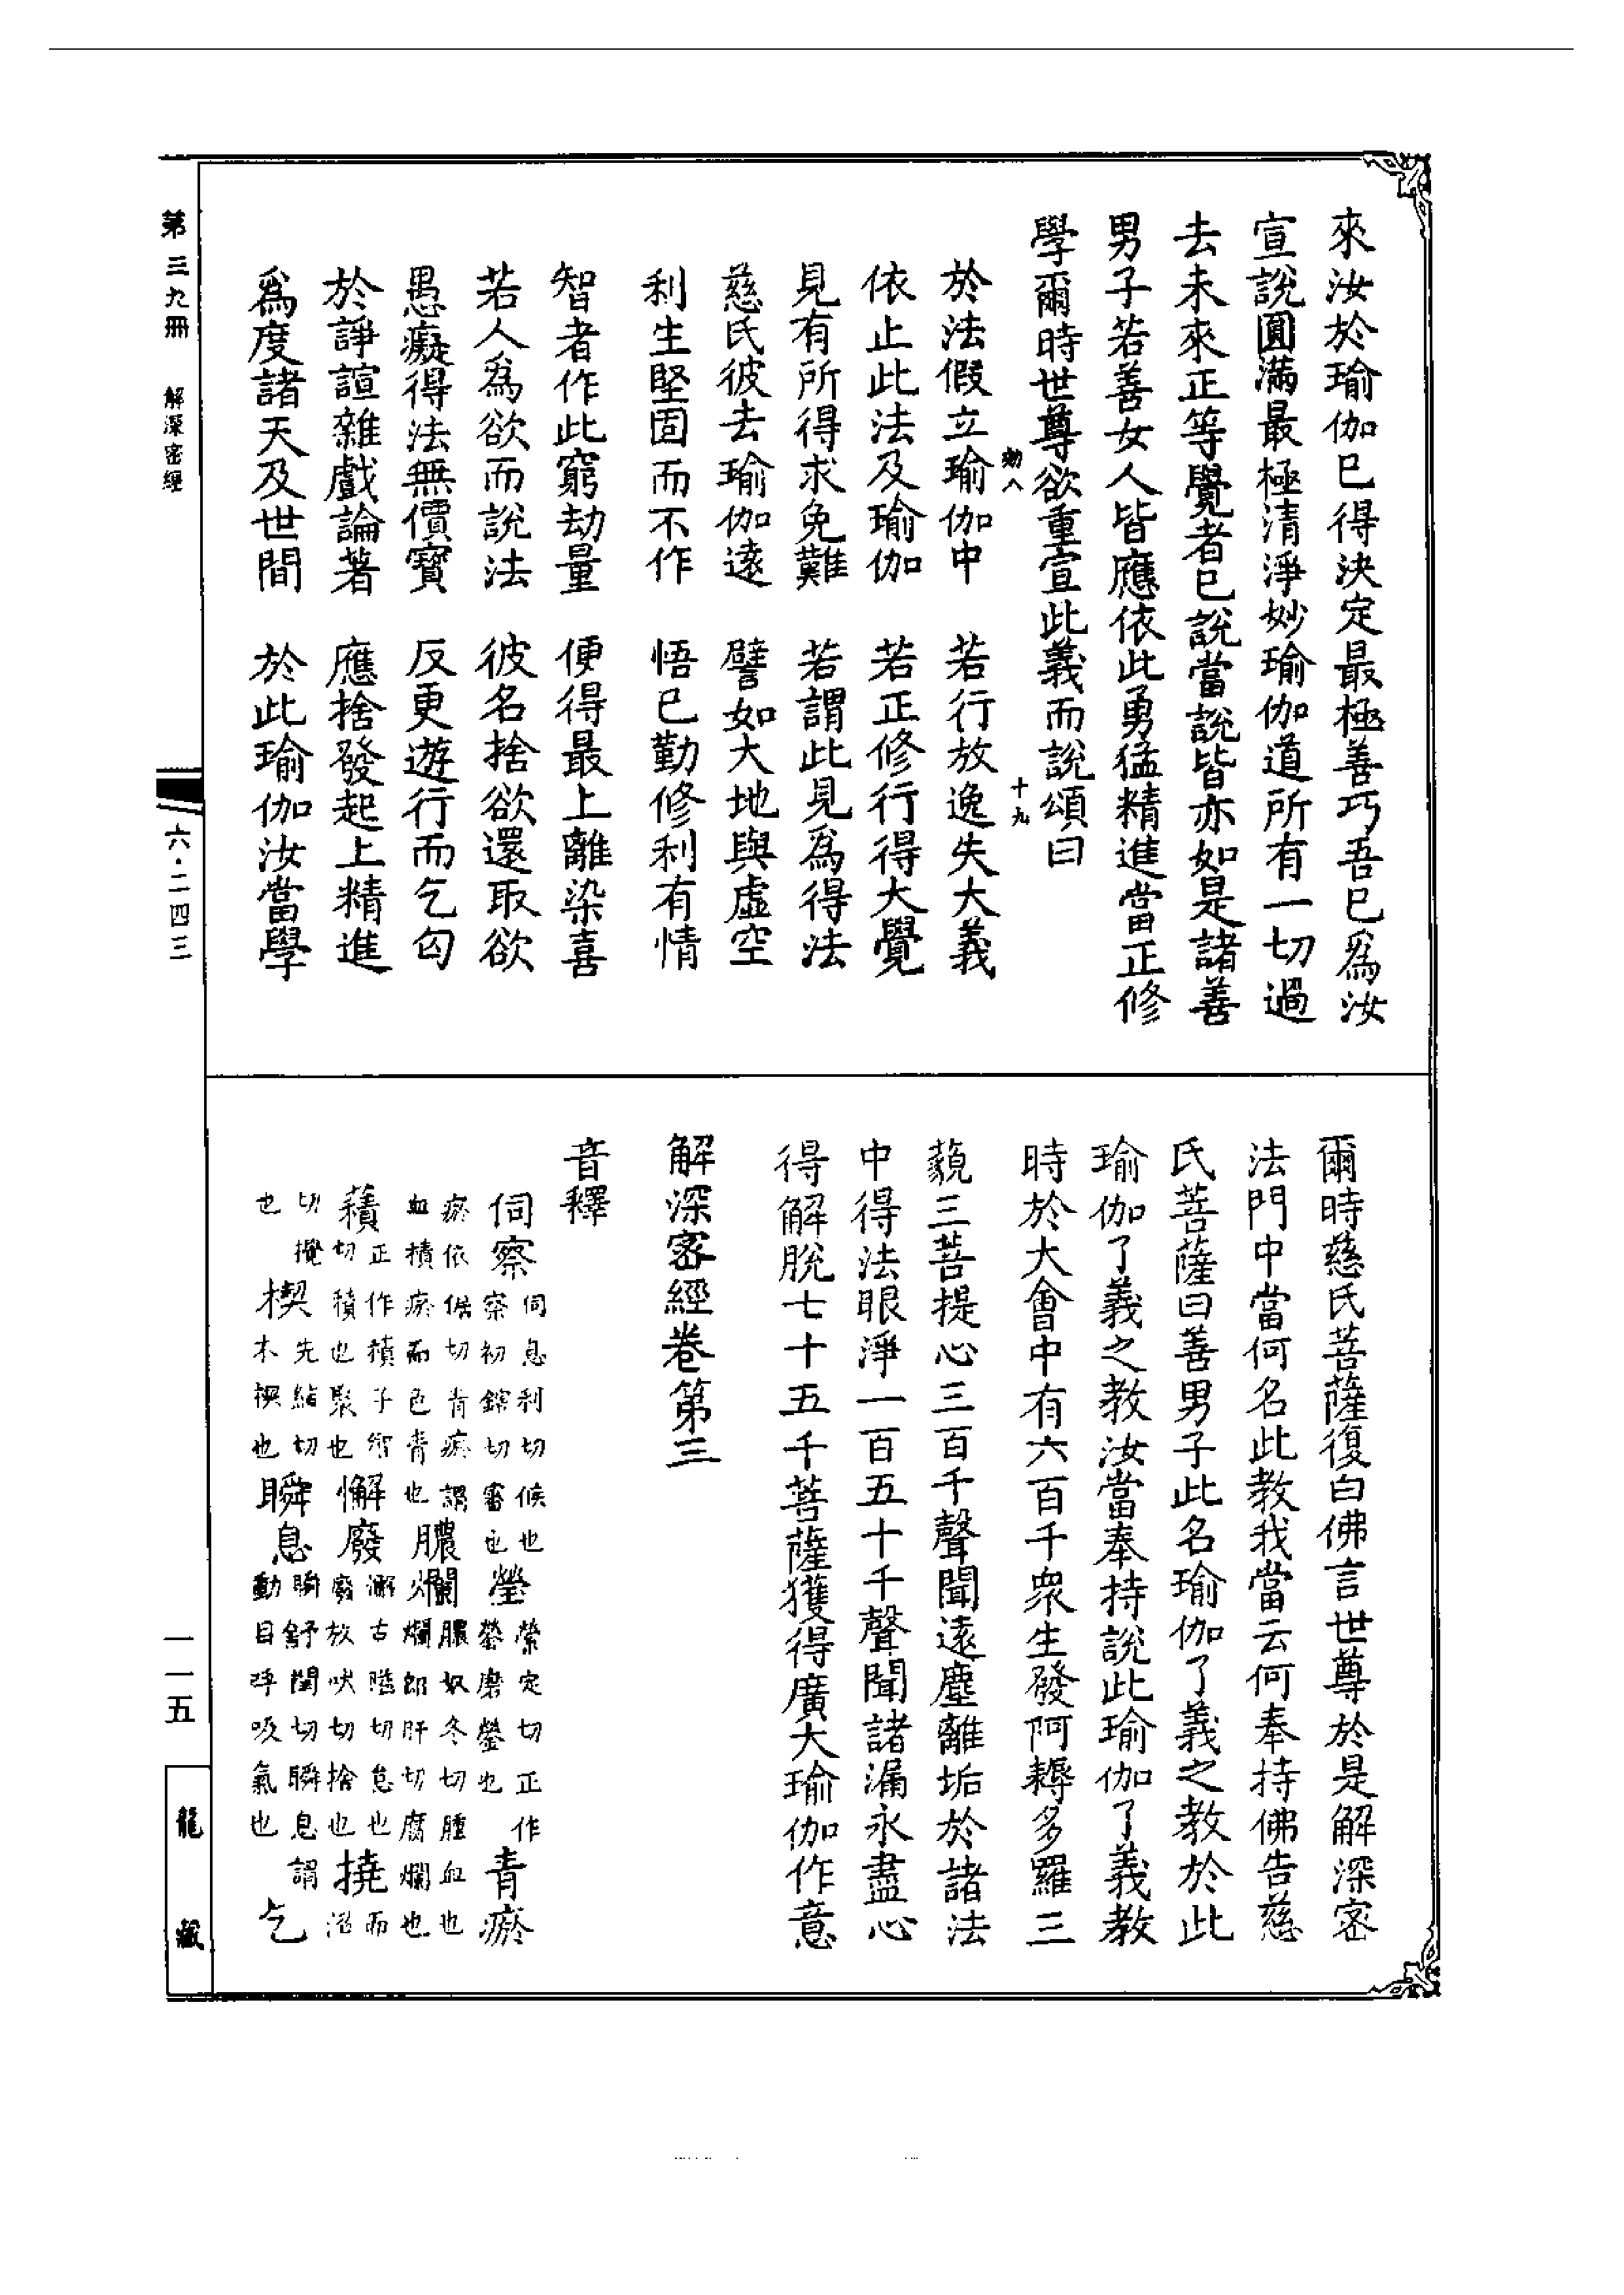 來汝於瑜伽已得決定最極善巧吾已爲汝
宣說圓滿最極清淨妙瑜伽道所有一切過
去未來正等覺者已說當說皆亦如是諸善
男子若善女人皆應依此勇猛精進當正修
學爾時世尊欲重宣此義而說頌曰
於法假立瑜伽中　若行放逸失大義
依止此法及瑜伽　若正修行得大覺
見有所得求免難　若謂此見爲得法
慈氏彼去瑜伽遠　譬如大地與虛空
利生堅固而不作　悟已勤修利有情
智者作此窮劫量　便得最上離染喜
若人爲欲而說法　彼名捨欲還取欲
愚癡得法無價寶　反更遊行而乞匃
於諍諠雜戲論著　應捨發起上精進
爲度諸天及世間　於此瑜伽汝當學
八　十九
爾時慈氏菩薩復白佛言世尊於是解深密
法門中當何名此教我當云何奉持佛告慈
氏菩薩曰善男子此名瑜伽了義之教於此
瑜伽了義之教汝當奉持說此瑜伽了義教
時於大會中有六百千衆生發阿耨多羅三
藐三菩提心三百千聲聞遠塵離垢於諸法
中得法眼淨一百五十千聲聞諸漏永盡心
得解脫七十五千菩薩獲得廣大瑜伽作意
解深密經卷第三
音釋
伺察　伺息利切候也察初鎋切審也　瑩　縈定切正作鎣磨鎣也　青瘀
瘀依倨切青瘀謂血積瘀而色青也　膿爛　膿奴冬切腫血也爛郎肝切腐爛也
積　正作積子智切積也聚也　懈廢　懈古隘切怠也廢放吠切捨也　撓　而沼
切攪也　楔　先結切木楔也　瞬息　瞬舒閏切瞬息謂動目呼吸氣也　乞
第三九冊　解深密經
六・二四三
一一五
龍藏